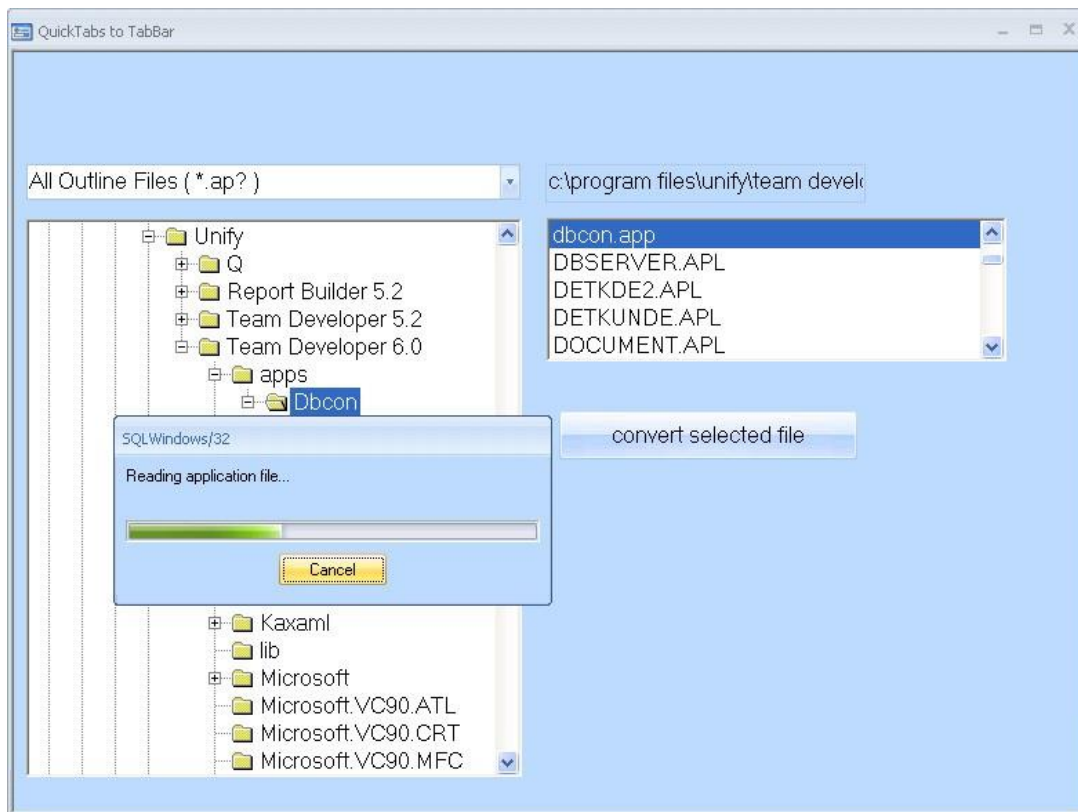 QuickTabs to TabBar
All Outline Files ( *.ap? )
c:\program files\unify\team develo
Unify
Q
Report Builder 5.2
Team Developer 5.2
Team Developer 6.0
apps
Dbcon
dbcon.app
DBSERVER.APL
DETKDE2.APL
DETKUNDE.APL
DOCUMENT.APL
convert selected file
SQLWindows/32
Reading application file...
Cancel
Kaxaml
lib
Microsoft
Microsoft.VC90.ATL
Microsoft.VC90.CRT
Microsoft.VC90.MFC